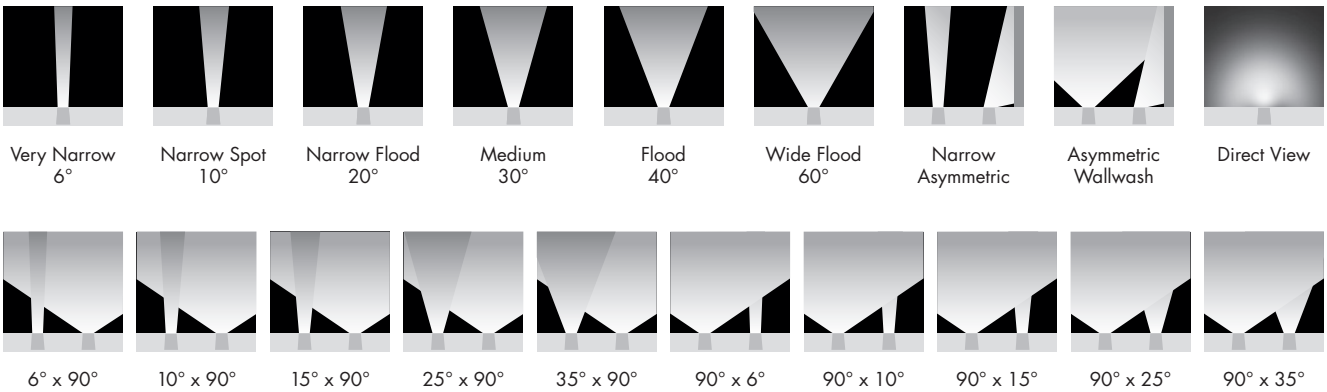 Very Narrow
6°
Narrow Spot
10°
Narrow Flood
20°
Medium
30°
Flood
40°
Wide Flood
60°
Narrow
Asymmetric
Asymmetric
Wallwash
Direct View
6° x 90°
10° x 90°
15° x 90°
25° x 90°
35° x 90°
90° x 6°
90° x 10°
90° x 15°
90° x 25°
90° x 35°